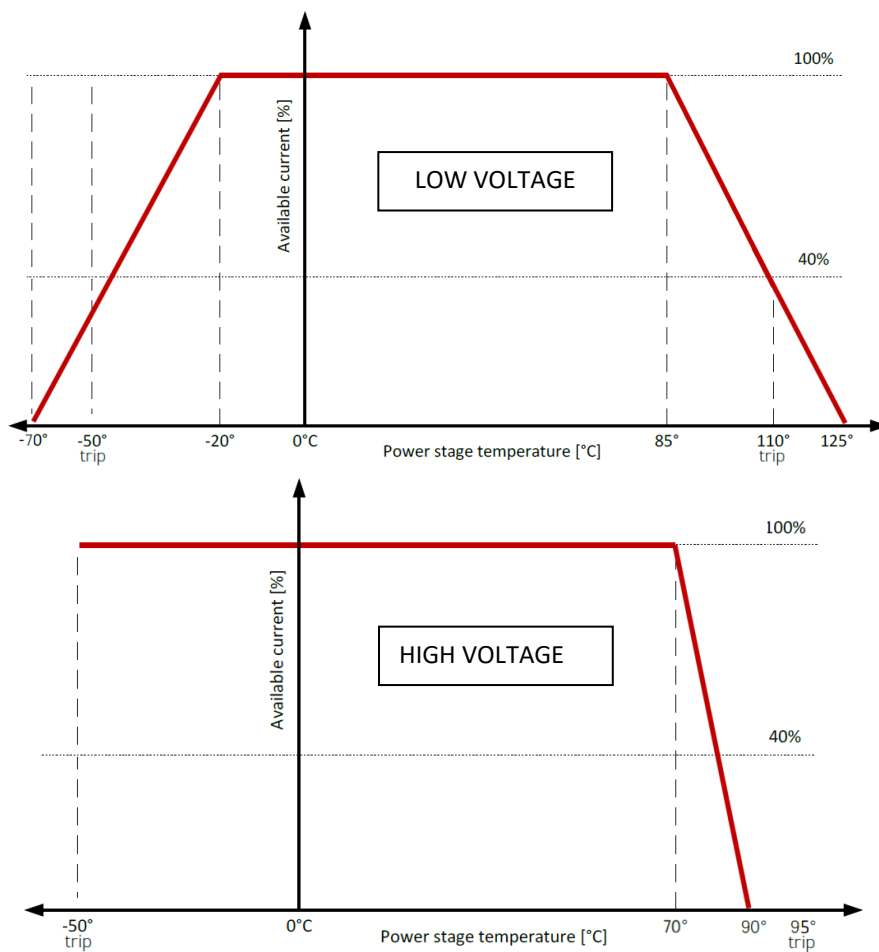 100%
Available current [%]
LOW VOLTAGE
40%
-70° -50° -20° 0°C 85° 110° 125°
trip Power stage temperature [°C] trip
100%
Available current [%]
HIGH VOLTAGE
40%
-50° 0°C 70° 90° 95°
trip Power stage temperature [°C] trip